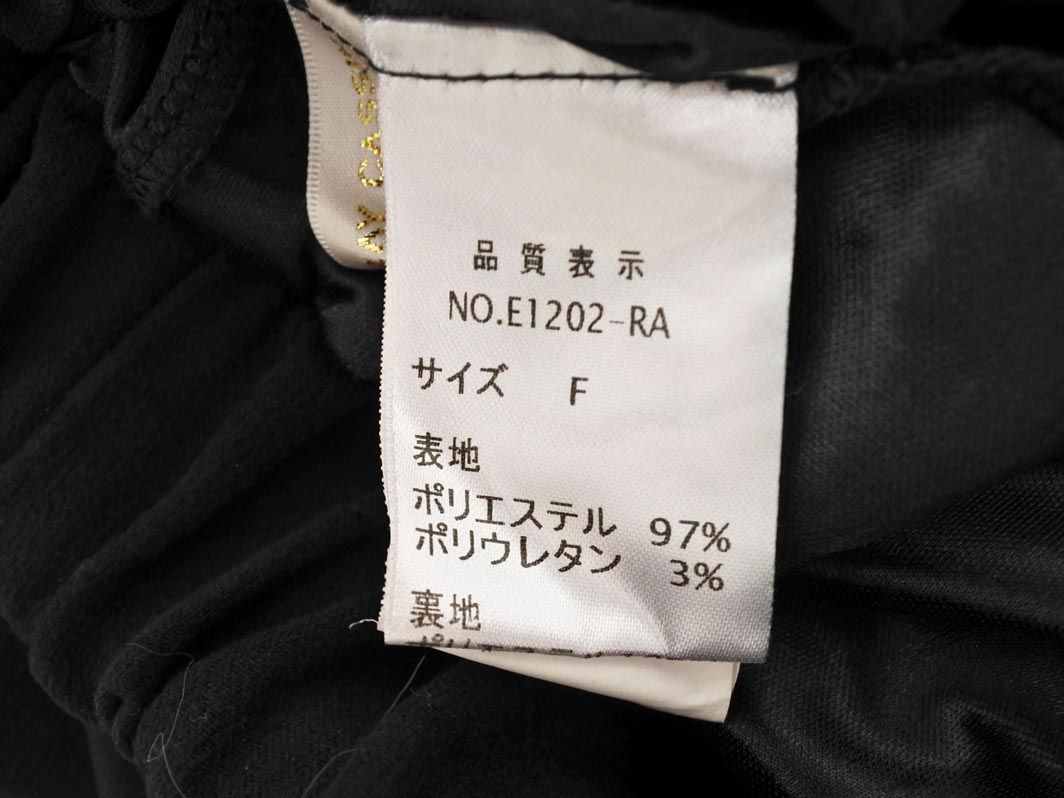 品質表示
NO.E1202-RA
サイズ F
表地
ポリエステル 97%
ポリウレタン 3%
裏地